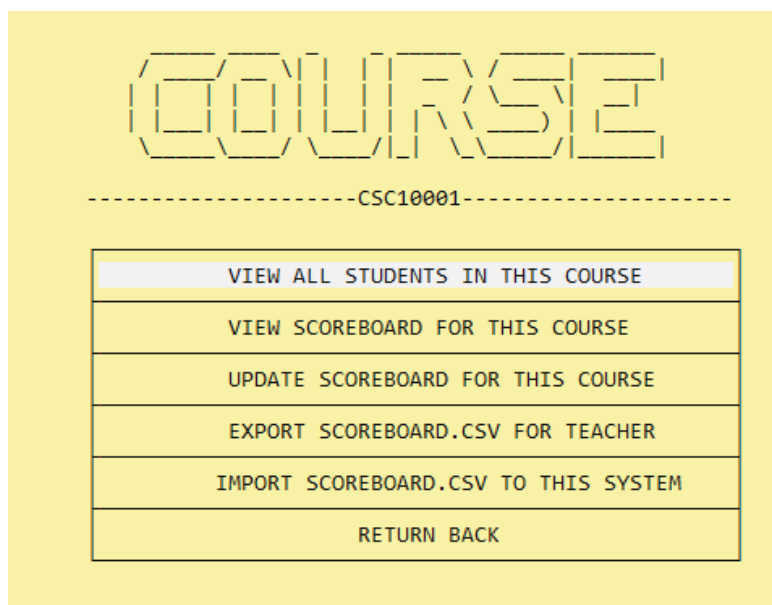 COURSE
---------------------CSC10001---------------------
VIEW ALL STUDENTS IN THIS COURSE
VIEW SCOREBOARD FOR THIS COURSE
UPDATE SCOREBOARD FOR THIS COURSE
EXPORT SCOREBOARD.CSV FOR TEACHER
IMPORT SCOREBOARD.CSV TO THIS SYSTEM
RETURN BACK